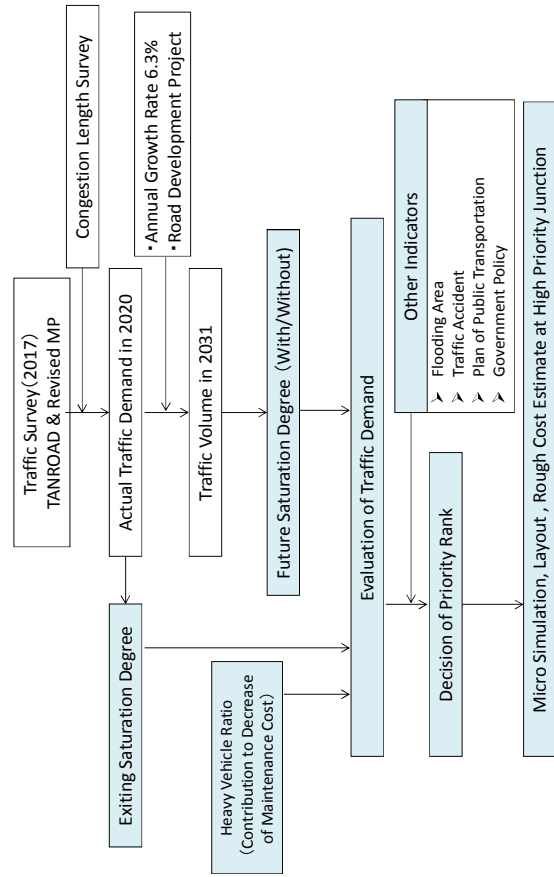 Traffic Survey(2017)
TANROAD & Revised MP
Congestion Length Survey
Actual Traffic Demand in 2020
・Annual Growth Rate 6.3%
・Road Development Project
Traffic Volume in 2031
Exiting Saturation Degree
Future Saturation Degree (With/Without)
Heavy Vehicle Ratio
(Contribution to Decrease
of Maintenance Cost)
Evaluation of Traffic Demand
Other Indicators
➢ Flooding Area
➢ Traffic Accident
➢ Plan of Public Transportation
➢ Government Policy
Decision of Priority Rank
Micro Simulation, Layout , Rough Cost Estimate at High Priority Junction